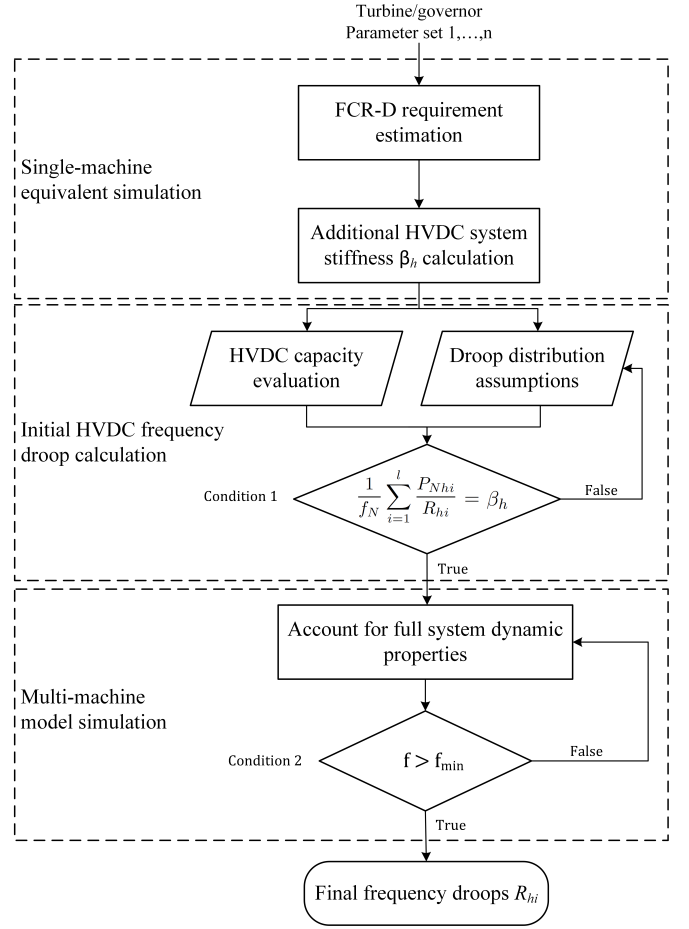 Turbine/governor
Parameter set 1,...,n
FCR-D requirement
estimation
Single-machine
equivalent simulation
Additional HVDC system
stiffness βh calculation
HVDC capacity
evaluation
Droop distribution
assumptions
Initial HVDC frequency
droop calculation
Condition 1
1/fN ∑i=1l PNhi/Rhi = βh
False
True
Account for full system dynamic
properties
Multi-machine
model simulation
Condition 2
f > fmin
False
True
Final frequency droops Rhi